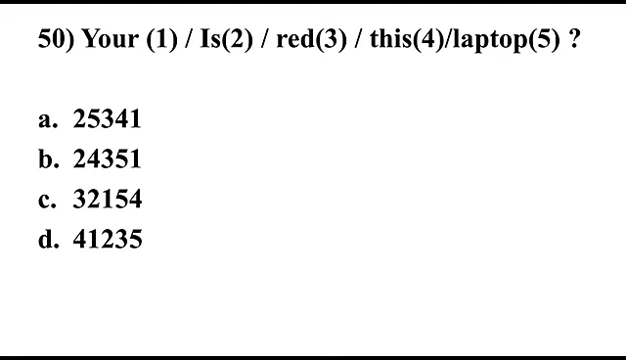 50) Your (1) / Is(2) / red(3) / this(4)/laptop(5) ?
a. 25341
b. 24351
c. 32154
d. 41235